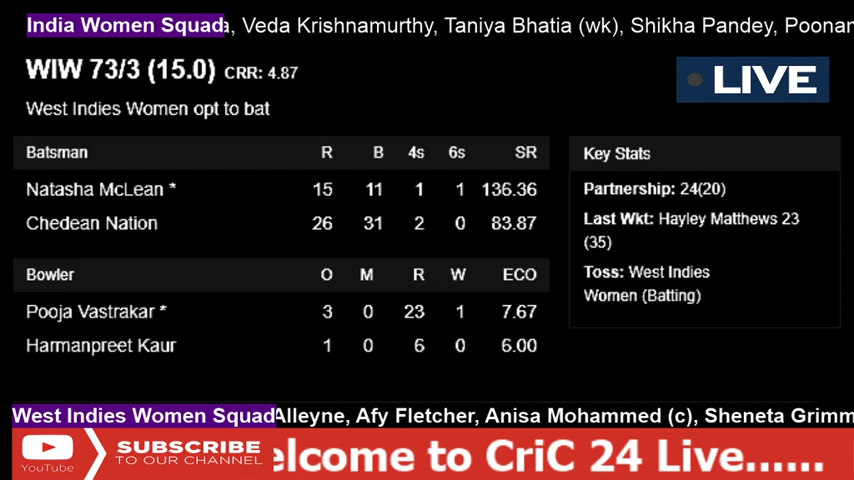 India Women Squad a, Veda Krishnamurthy, Taniya Bhatia (wk), Shikha Pandey, Poonam
WIW 73/3 (15.0) CRR: 4.87
LIVE
West Indies Women opt to bat
Batsman R B 4s 6s SR
Natasha McLean * 15 11 1 1 136.36
Chedean Nation 26 31 2 0 83.87
Bowler O M R W ECO
Pooja Vastrakar * 3 0 23 1 7.67
Harmanpreet Kaur 1 0 6 0 6.00
Key Stats
Partnership: 24(20)
Last Wkt: Hayley Matthews 23
(35)
Toss: West Indies
Women (Batting)
West Indies Women Squad Alleyne, Afy Fletcher, Anisa Mohammed (c), Sheneta Grimm
YouTube
SUBSCRIBE
TO OUR CHANNEL
elcome to CriC 24 Live......